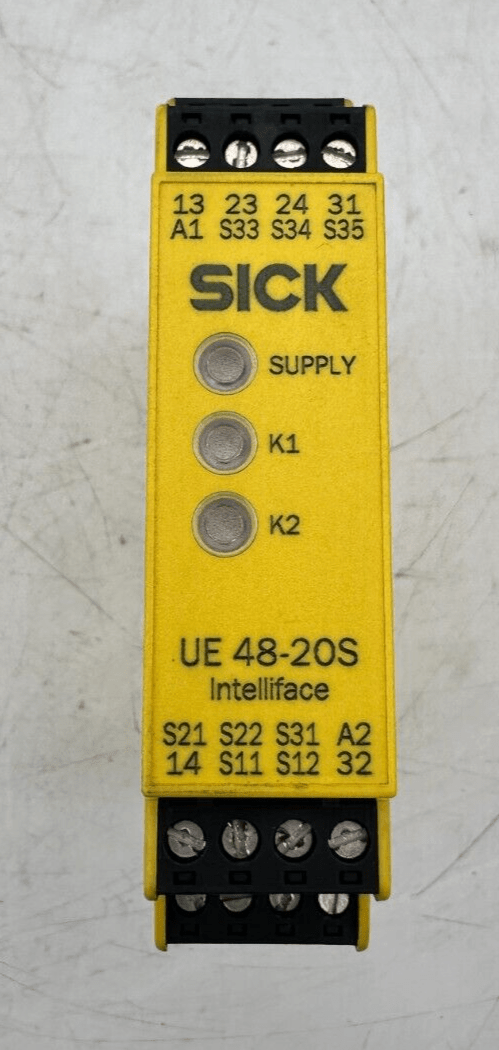 13 23 24 31
A1 S33 S34 S35
SICK
SUPPLY
K1
K2
UE 48-20S
Intelliface
S21 S22 S31 A2
14 S11 S12 32